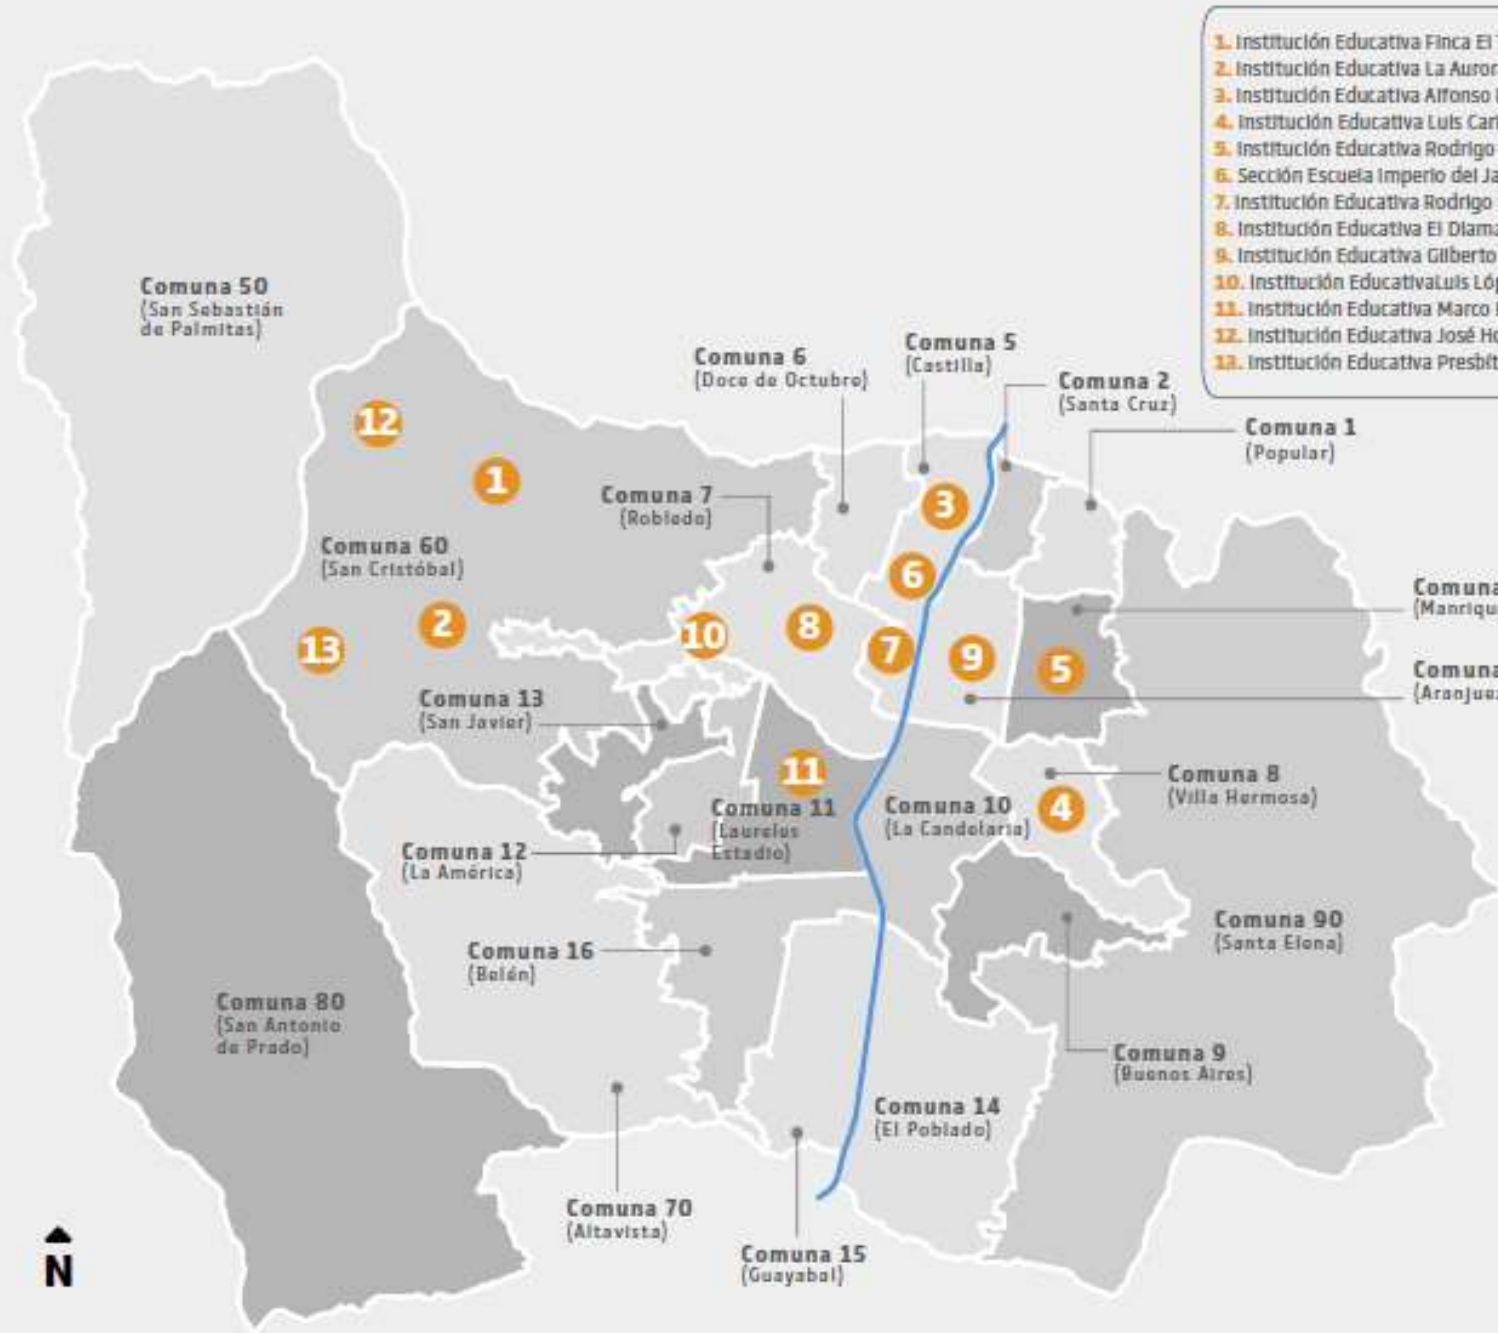 1. Institución Educativa Finca El
2. Institución Educativa La Auror
3. Institución Educativa Alfonso
4. Institución Educativa Luis Carl
5. Institución Educativa Rodrigo
6. Sección Escuela Imperio del Ja
7. Institución Educativa Rodrigo
8. Institución Educativa El Diama
9. Institución Educativa Gilberto
10. Institución EducativaLuis Lóp
11. Institución Educativa Marco
12. Institución Educativa José Ho
13. Institución Educativa Presbít
Comuna 50
(San Sebastián
de Palmitas)
Comuna 6
(Doce de Octubre)
Comuna 5
(Castilla)
Comuna 2
(Santa Cruz)
Comuna 1
(Popular)
12
1
3
Comuna 7
(Robledo)
Comuna 60
(San Cristóbal)
6
Comuna
(Manriqu
2
13
10
8
7
9
5
Comuna
(Aranjuez
Comuna 13
(San Javier)
11
Comuna 8
(Villa Hermosa)
Comuna 11
(Laureles
Estadio)
Comuna 10
(La Candelaria)
4
Comuna 12
(La América)
Comuna 90
(Santa Elena)
Comuna 16
(Belén)
Comuna 80
(San Antonio
de Prado)
Comuna 9
(Buenos Aires)
Comuna 14
(El Poblado)
Comuna 70
(Altavista)
Comuna 15
(Guayabal)
N